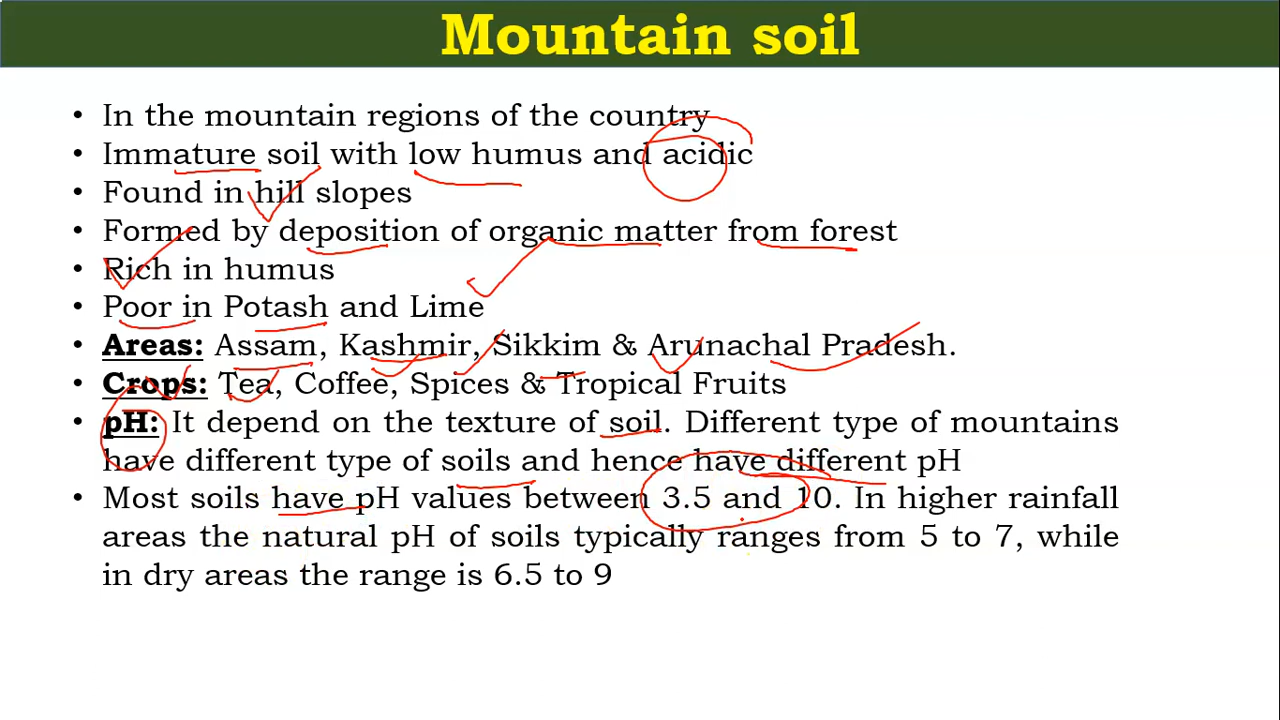 Mountain soil
• In the mountain regions of the country
• Immature soil with low humus and acidic
• Found in hill slopes
• Formed by deposition of organic matter from forest
• Rich in humus
• Poor in Potash and Lime
• Areas: Assam, Kashmir, Sikkim & Arunachal Pradesh.
• Crops: Tea, Coffee, Spices & Tropical Fruits
• pH: It depend on the texture of soil. Different type of mountains
have different type of soils and hence have different pH
• Most soils have pH values between 3.5 and 10. In higher rainfall
areas the natural pH of soils typically ranges from 5 to 7, while
in dry areas the range is 6.5 to 9